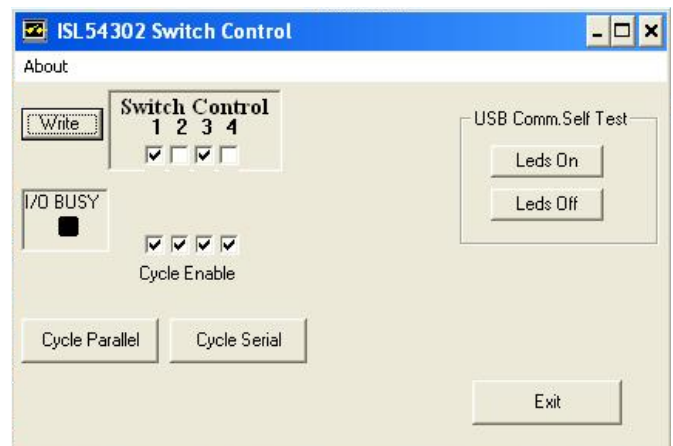 ISL54302 Switch Control
About
Write
Switch Control
1 2 3 4
USB Comm.Self Test
Leds On
Leds Off
I/O BUSY
Cycle Enable
Cycle Parallel
Cycle Serial
Exit